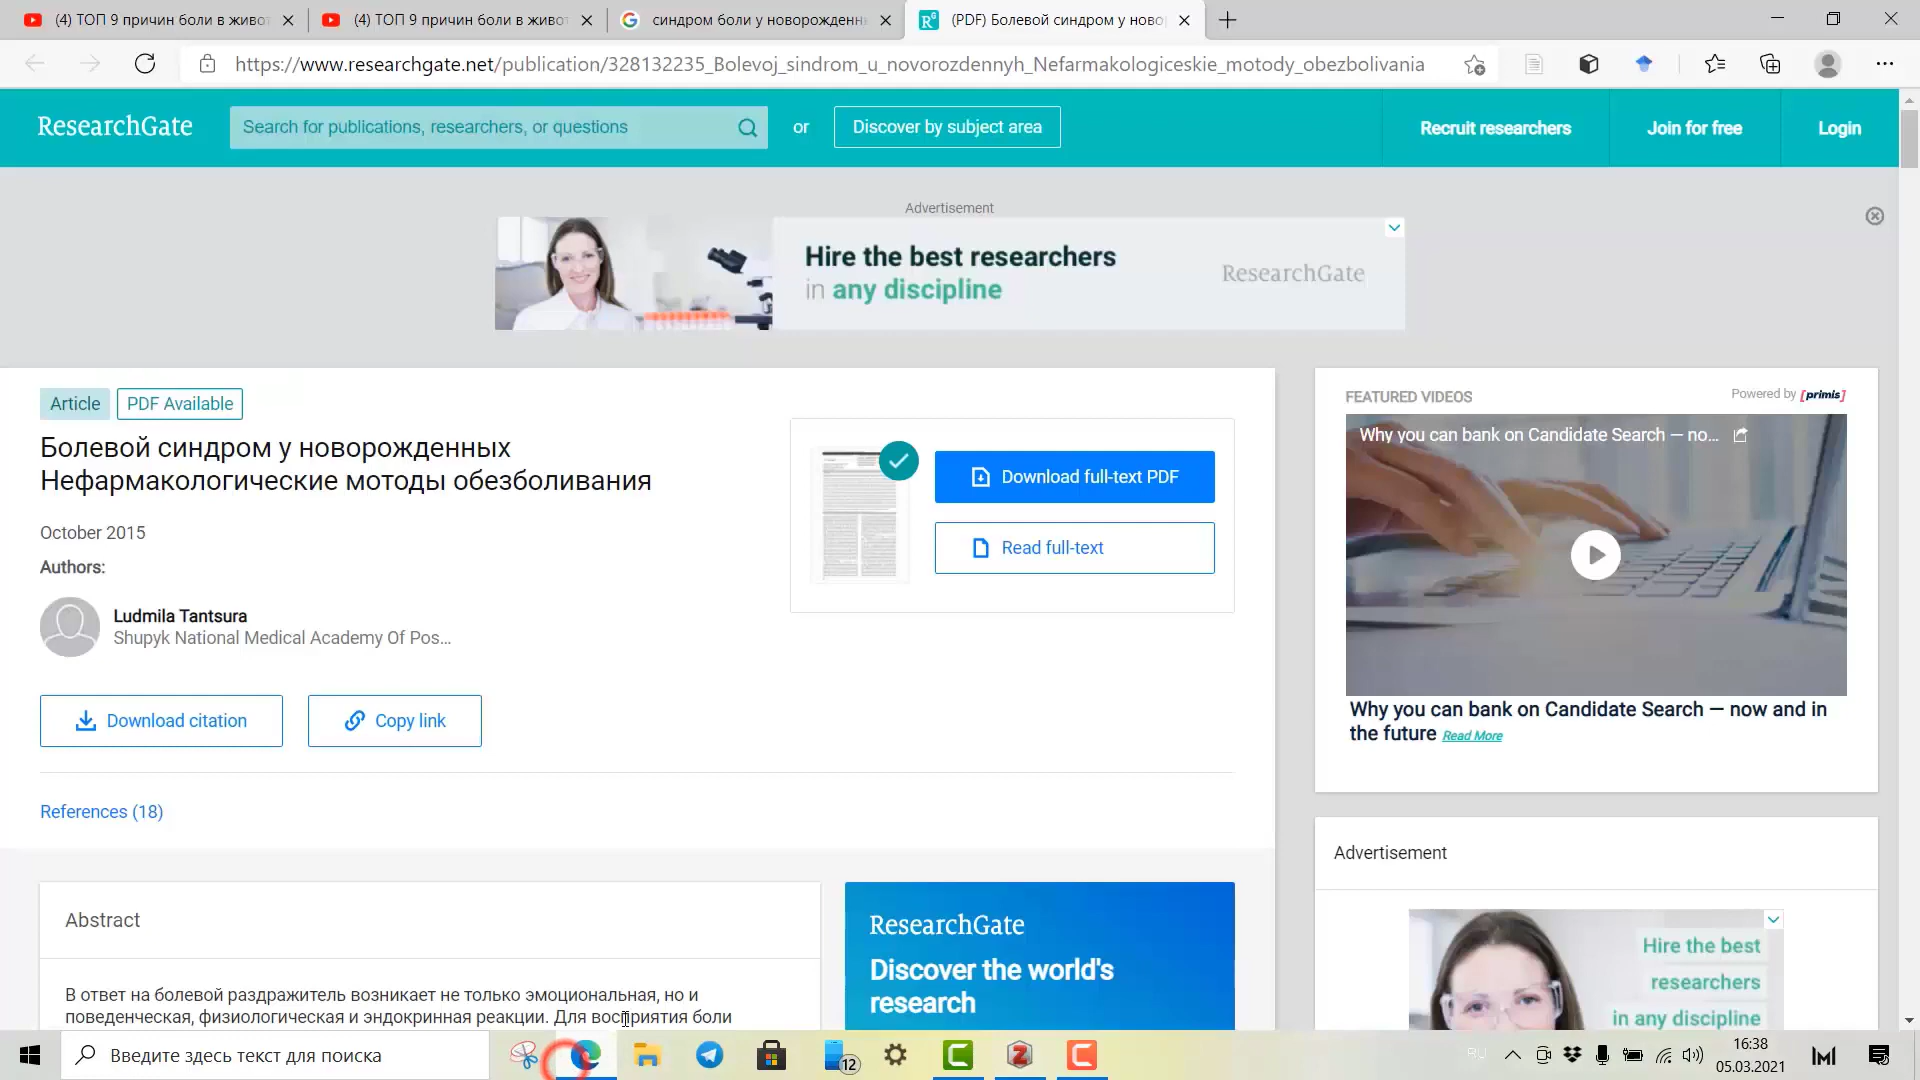 (4) ТОП 9 причин боли в живот
(4) ТОП 9 причин боли в живот
синдром боли у новорожденны
(PDF) Болевой синдром у ново
https://www.researchgate.net/publication/328132235_Bolevoj_sindrom_u_novorozdennyh_Nefarmakologiceskie_motody_obezbolivania
ResearchGate
Search for publications, researchers, or questions
or
Discover by subject area
Recruit researchers
Join for free
Login
Advertisement
Hire the best researchers
in any discipline
ResearchGate
Article
PDF Available
Болевой синдром у новорожденных
Нефармакологические мотоды обезболивания
October 2015
Authors:
Ludmila Tantsura
Shupyk National Medical Academy Of Pos...
Download full-text PDF
Read full-text
Download citation
Copy link
References (18)
Abstract
В ответ на болевой раздражитель возникает не только эмоциональная, но и
поведенческая, физиологическая и эндокринная реакции. Для восприятия боли
ResearchGate
Discover the world's
research
FEATURED VIDEOS
Powered by [primis]
Why you can bank on Candidate Search — no...
Why you can bank on Candidate Search — now and in
the future Read More
Advertisement
Hire the best
researchers
in any discipline
Введите здесь текст для поиска
12
RU
16:38
05.03.2021